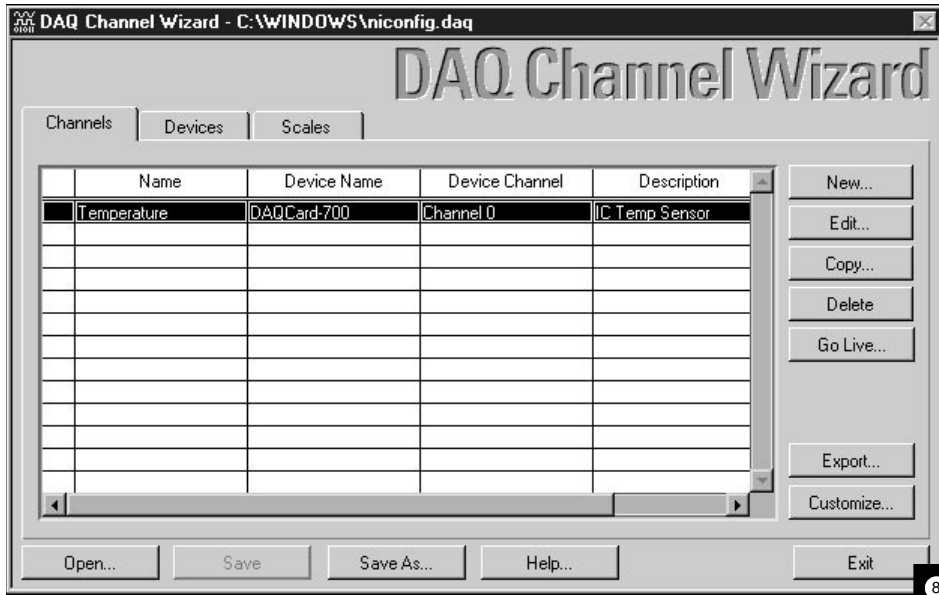 DAQ Channel Wizard - C:\WINDOWS\niconfig.daq
DAQ Channel Wizard
Channels Devices Scales
Name Device Name Device Channel Description
Temperature DAQCard-700 Channel 0 IC Temp Sensor
New...
Edit...
Copy...
Delete
Go Live...
Export...
Customize...
Open... Save Save As... Help... Exit
8